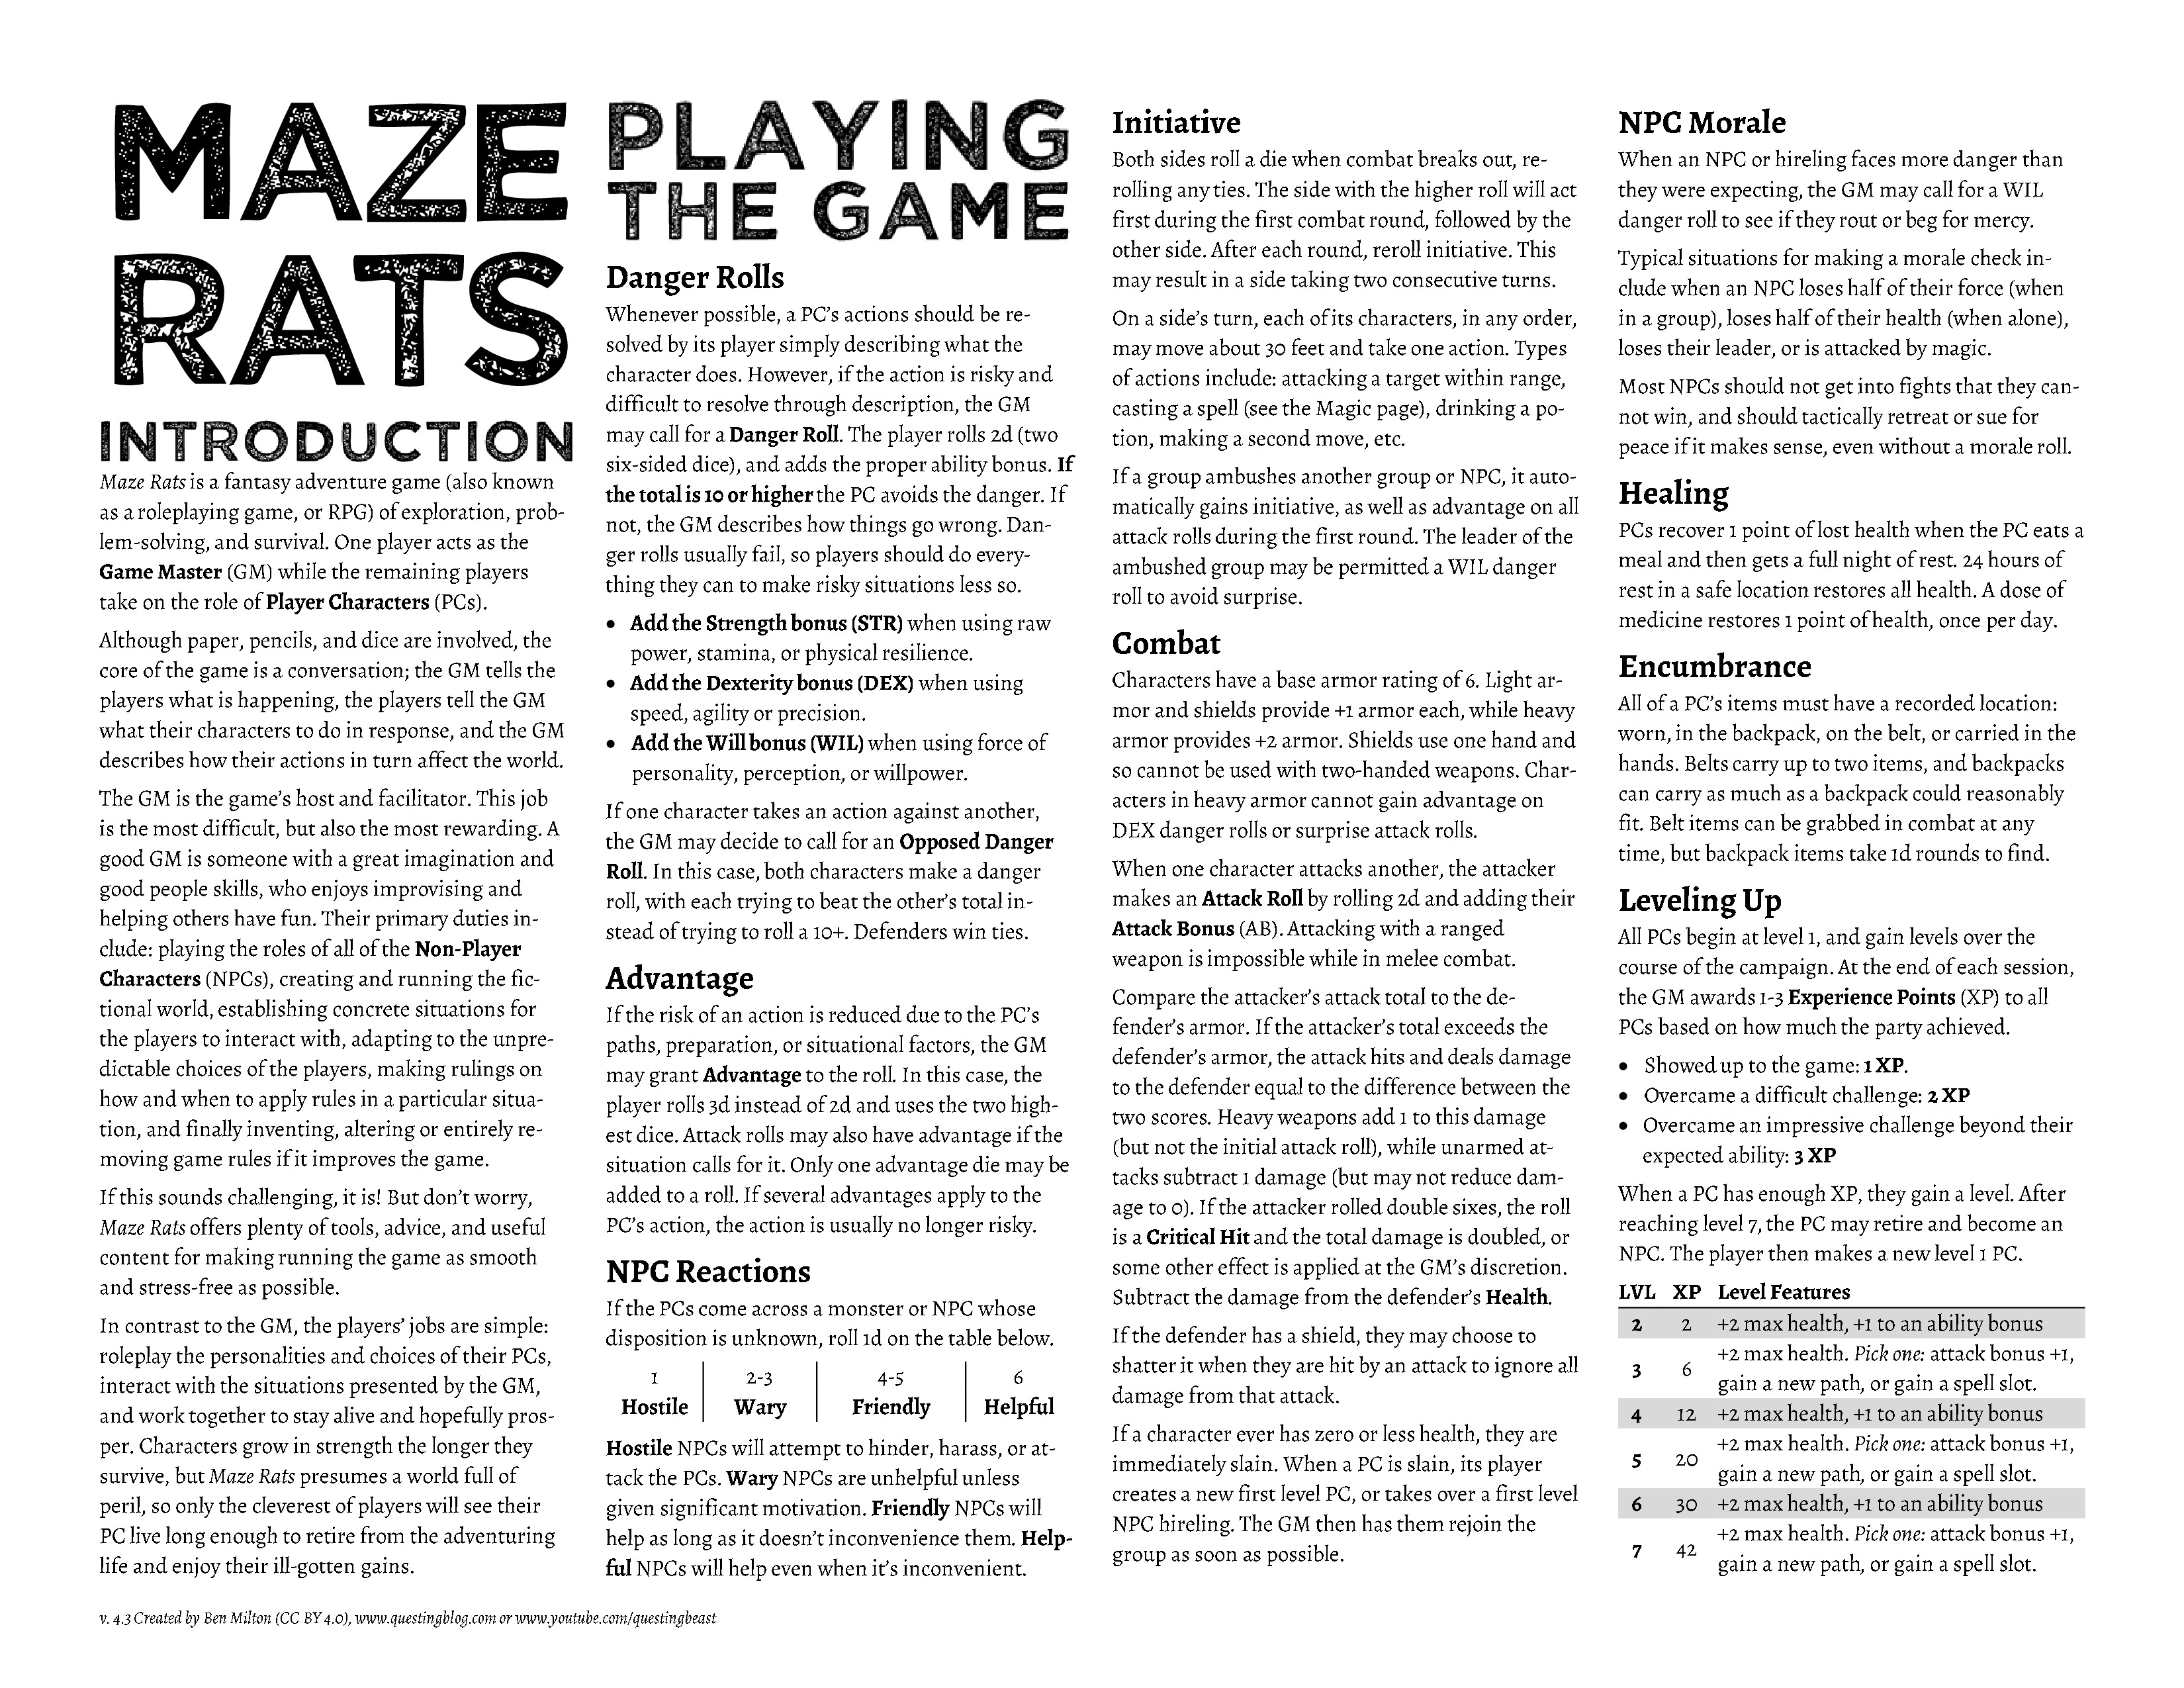 MAZE
RATS
INTRODUCTION
Maze Rats is a fantasy adventure game (also known
as a roleplaying game, or RPG) of exploration, prob-
lem-solving, and survival. One player acts as the
Game Master (GM) while the remaining players
take on the role of Player Characters (PCs).
Although paper, pencils, and dice are involved, the
core of the game is a conversation; the GM tells the
players what is happening, the players tell the GM
what their characters to do in response, and the GM
describes how their actions in turn affect the world.
The GM is the game's host and facilitator. This job
is the most difficult, but also the most rewarding. A
good GM is someone with a great imagination and
good people skills, who enjoys improvising and
helping others have fun. Their primary duties in-
clude: playing the roles of all of the Non-Player
Characters (NPCs), creating and running the fic-
tional world, establishing concrete situations for
the players to interact with, adapting to the unpre-
dictable choices of the players, making rulings on
how and when to apply rules in a particular situa-
tion, and finally inventing, altering or entirely re-
moving game rules if it improves the game.
If this sounds challenging, it is! But don't worry,
Maze Rats offers plenty of tools, advice, and useful
content for making running the game as smooth
and stress-free as possible.
In contrast to the GM, the players' jobs are simple:
roleplay the personalities and choices of their PCs,
interact with the situations presented by the GM,
and work together to stay alive and hopefully pros-
per. Characters grow in strength the longer they
survive, but Maze Rats presumes a world full of
peril, so only the cleverest of players will see their
PC live long enough to retire from the adventuring
life and enjoy their ill-gotten gains.
PLAYING
THE GAME
Danger Rolls
Whenever possible, a PC's actions should be re-
solved by its player simply describing what the
character does. However, if the action is risky and
difficult to resolve through description, the GM
may call for a Danger Roll. The player rolls 2d (two
six-sided dice), and adds the proper ability bonus. If
the total is 10 or higher the PC avoids the danger. If
not, the GM describes how things go wrong. Dan-
ger rolls usually fail, so players should do every-
thing they can to make risky situations less so.
• Add the Strength bonus (STR) when using raw
power, stamina, or physical resilience.
• Add the Dexterity bonus (DEX) when using
speed, agility or precision.
• Add the Will bonus (WIL) when using force of
personality, perception, or willpower.
If one character takes an action against another,
the GM may decide to call for an Opposed Danger
Roll. In this case, both characters make a danger
roll, with each trying to beat the other's total in-
stead of trying to roll a 10+. Defenders win ties.
Advantage
If the risk of an action is reduced due to the PC's
paths, preparation, or situational factors, the GM
may grant Advantage to the roll. In this case, the
player rolls 3d instead of 2d and uses the two high-
est dice. Attack rolls may also have advantage if the
situation calls for it. Only one advantage die may be
added to a roll. If several advantages apply to the
PC's action, the action is usually no longer risky.
NPC Reactions
If the PCs come across a monster or NPC whose
disposition is unknown, roll 1d on the table below.
1 2-3 4-5 6
Hostile Wary Friendly Helpful
Hostile NPCs will attempt to hinder, harass, or at-
tack the PCs. Wary NPCs are unhelpful unless
given significant motivation. Friendly NPCs will
help as long as it doesn't inconvenience them. Help-
ful NPCs will help even when it's inconvenient.
Initiative
Both sides roll a die when combat breaks out, re-
rolling any ties. The side with the higher roll will act
first during the first combat round, followed by the
other side. After each round, reroll initiative. This
may result in a side taking two consecutive turns.
On a side's turn, each of its characters, in any order,
may move about 30 feet and take one action. Types
of actions include: attacking a target within range,
casting a spell (see the Magic page), drinking a po-
tion, making a second move, etc.
If a group ambushes another group or NPC, it auto-
matically gains initiative, as well as advantage on all
attack rolls during the first round. The leader of the
ambushed group may be permitted a WIL danger
roll to avoid surprise.
Combat
Characters have a base armor rating of 6. Light ar-
mor and shields provide +1 armor each, while heavy
armor provides +2 armor. Shields use one hand and
so cannot be used with two-handed weapons. Char-
acters in heavy armor cannot gain advantage on
DEX danger rolls or surprise attack rolls.
When one character attacks another, the attacker
makes an Attack Roll by rolling 2d and adding their
Attack Bonus (AB). Attacking with a ranged
weapon is impossible while in melee combat.
Compare the attacker's attack total to the de-
fender's armor. If the attacker's total exceeds the
defender's armor, the attack hits and deals damage
to the defender equal to the difference between the
two scores. Heavy weapons add 1 to this damage
(but not the initial attack roll), while unarmed at-
tacks subtract 1 damage (but may not reduce dam-
age to 0). If the attacker rolled double sixes, the roll
is a Critical Hit and the total damage is doubled, or
some other effect is applied at the GM's discretion.
Subtract the damage from the defender's Health.
If the defender has a shield, they may choose to
shatter it when they are hit by an attack to ignore all
damage from that attack.
If a character ever has zero or less health, they are
immediately slain. When a PC is slain, its player
creates a new first level PC, or takes over a first level
NPC hireling. The GM then has them rejoin the
group as soon as possible.
NPC Morale
When an NPC or hireling faces more danger than
they were expecting, the GM may call for a WIL
danger roll to see if they rout or beg for mercy.
Typical situations for making a morale check in-
clude when an NPC loses half of their force (when
in a group), loses half of their health (when alone),
loses their leader, or is attacked by magic.
Most NPCs should not get into fights that they can-
not win, and should tactically retreat or sue for
peace if it makes sense, even without a morale roll.
Healing
PCs recover 1 point of lost health when the PC eats a
meal and then gets a full night of rest. 24 hours of
rest in a safe location restores all health. A dose of
medicine restores 1 point of health, once per day.
Encumbrance
All of a PC's items must have a recorded location:
worn, in the backpack, on the belt, or carried in the
hands. Belts carry up to two items, and backpacks
can carry as much as a backpack could reasonably
fit. Belt items can be grabbed in combat at any
time, but backpack items take 1d rounds to find.
Leveling Up
All PCs begin at level 1, and gain levels over the
course of the campaign. At the end of each session,
the GM awards 1-3 Experience Points (XP) to all
PCs based on how much the party achieved.
• Showed up to the game: 1 XP.
• Overcame a difficult challenge: 2 XP
• Overcame an impressive challenge beyond their
expected ability: 3 XP
When a PC has enough XP, they gain a level. After
reaching level 7, the PC may retire and become an
NPC. The player then makes a new level 1 PC.
LVL XP Level Features
2 2 +2 max health, +1 to an ability bonus
3 6 +2 max health. Pick one: attack bonus +1,
gain a new path, or gain a spell slot.
4 12 +2 max health, +1 to an ability bonus
5 20 +2 max health. Pick one: attack bonus +1,
gain a new path, or gain a spell slot.
6 30 +2 max health, +1 to an ability bonus
7 42 +2 max health. Pick one: attack bonus +1,
gain a new path, or gain a spell slot.
v. 4.3 Created by Ben Milton (CC BY 4.0), www.questingblog.com or www.youtube.com/questingbeast